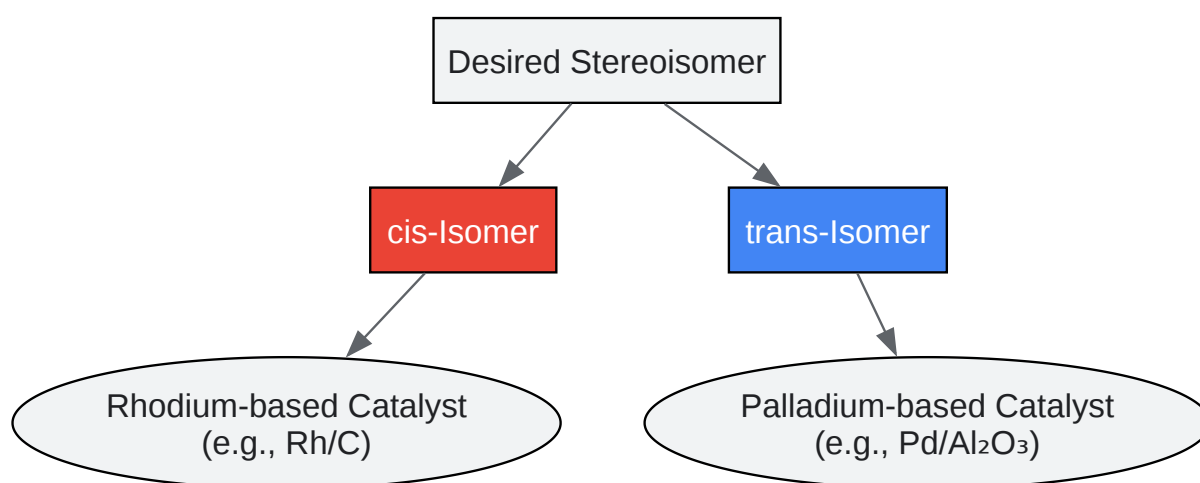 Desired Stereoisomer
cis-Isomer
trans-Isomer
Rhodium-based Catalyst
(e.g., Rh/C)
Palladium-based Catalyst
(e.g., Pd/Al₂O₃)